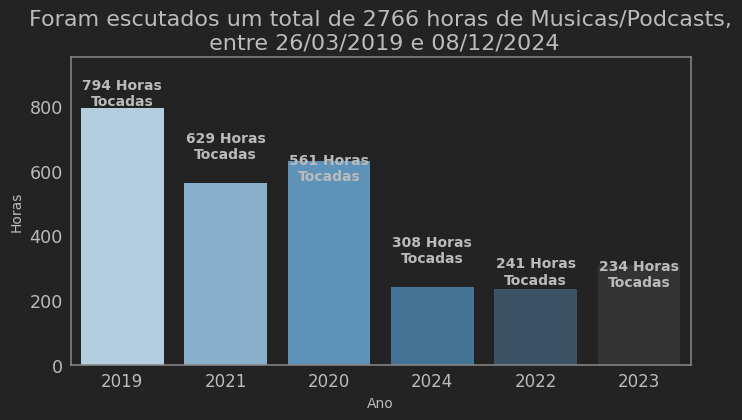 Foram escutados um total de 2766 horas de Musicas/Podcasts,
entre 26/03/2019 e 08/12/2024
794 Horas
Tocadas
629 Horas
Tocadas
561 Horas
Tocadas
308 Horas
Tocadas
241 Horas
Tocadas
234 Horas
Tocadas
Horas
800
600
400
200
0
2019 2021 2020 2024 2022 2023
Ano